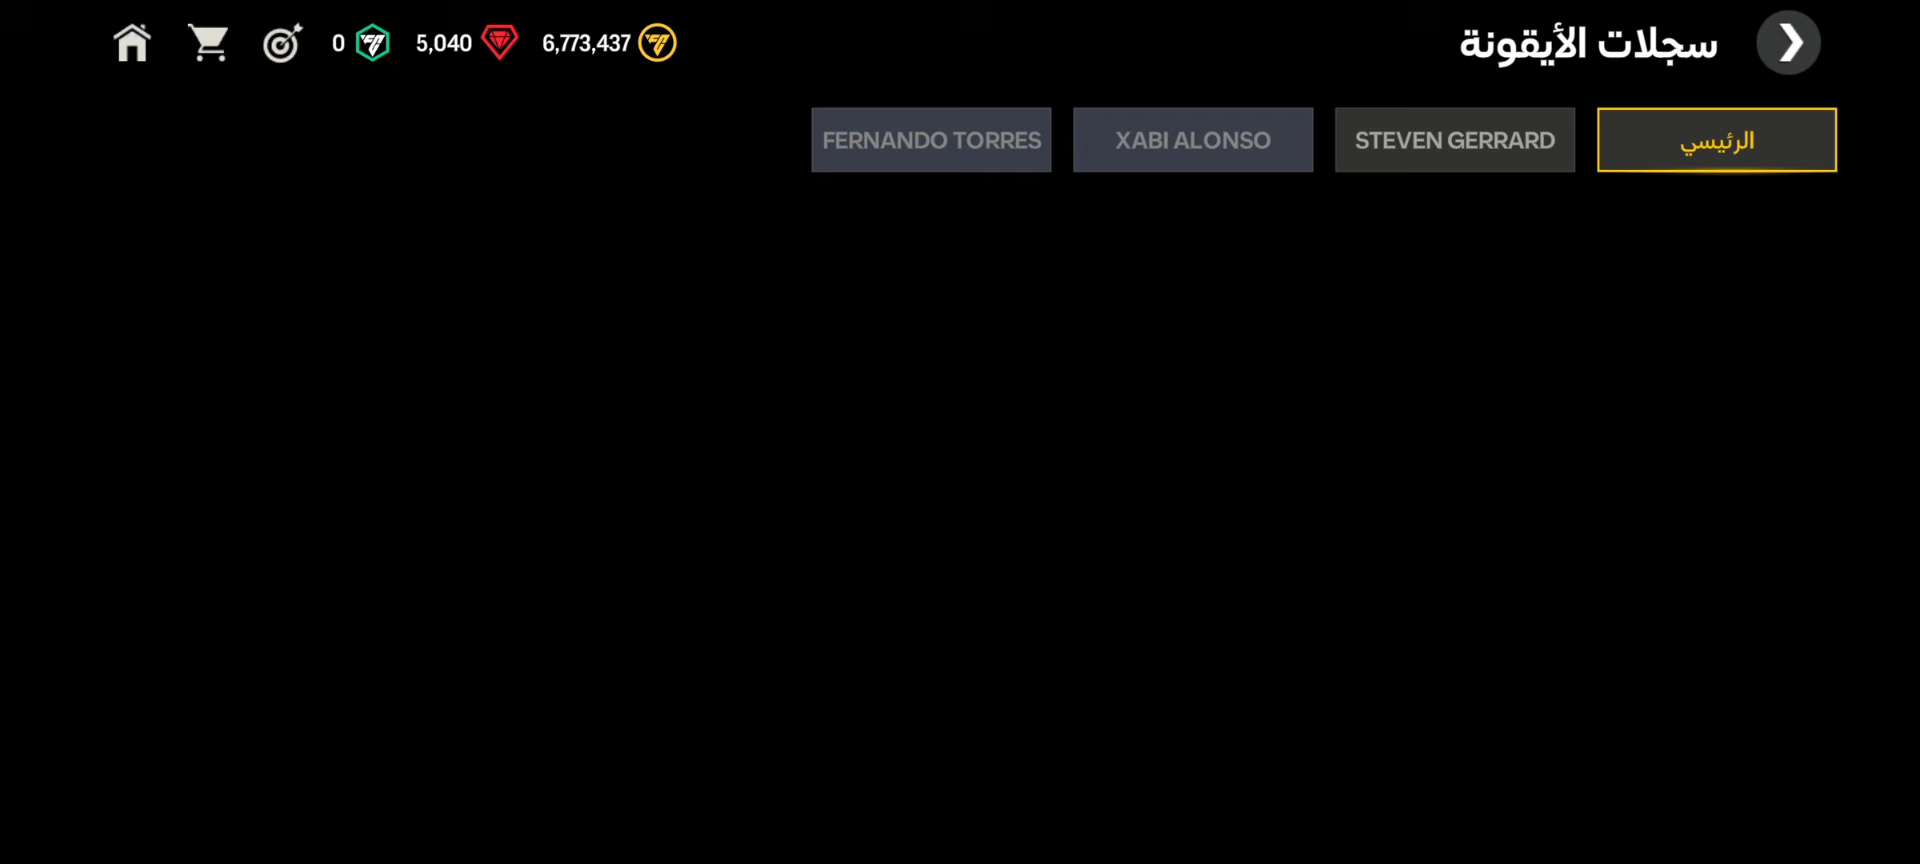 سجلات الأيقونة
0 5,040 6,773,437
الرئيسي
STEVEN GERRARD
XABI ALONSO
FERNANDO TORRES